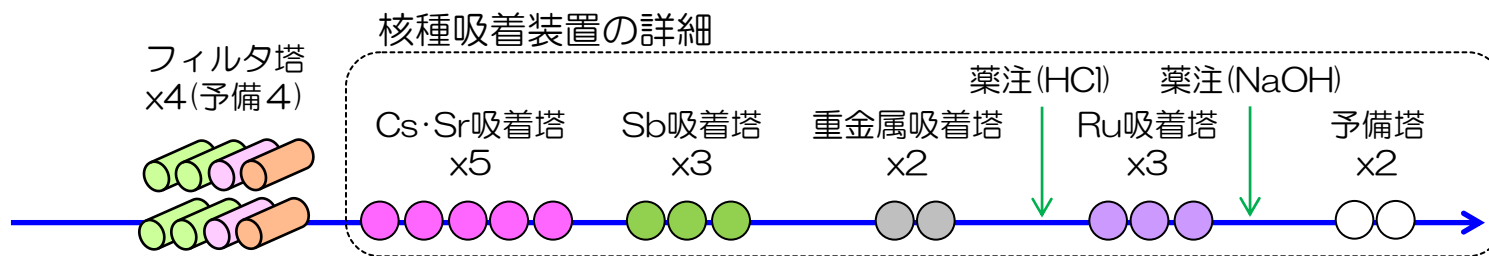 核種吸着装置の詳細
フィルタ塔
x4(予備4)
Cs・Sr吸着塔
x5
Sb吸着塔
x3
重金属吸着塔
x2
薬注(HCl)
Ru吸着塔
x3
薬注(NaOH)
予備塔
x2